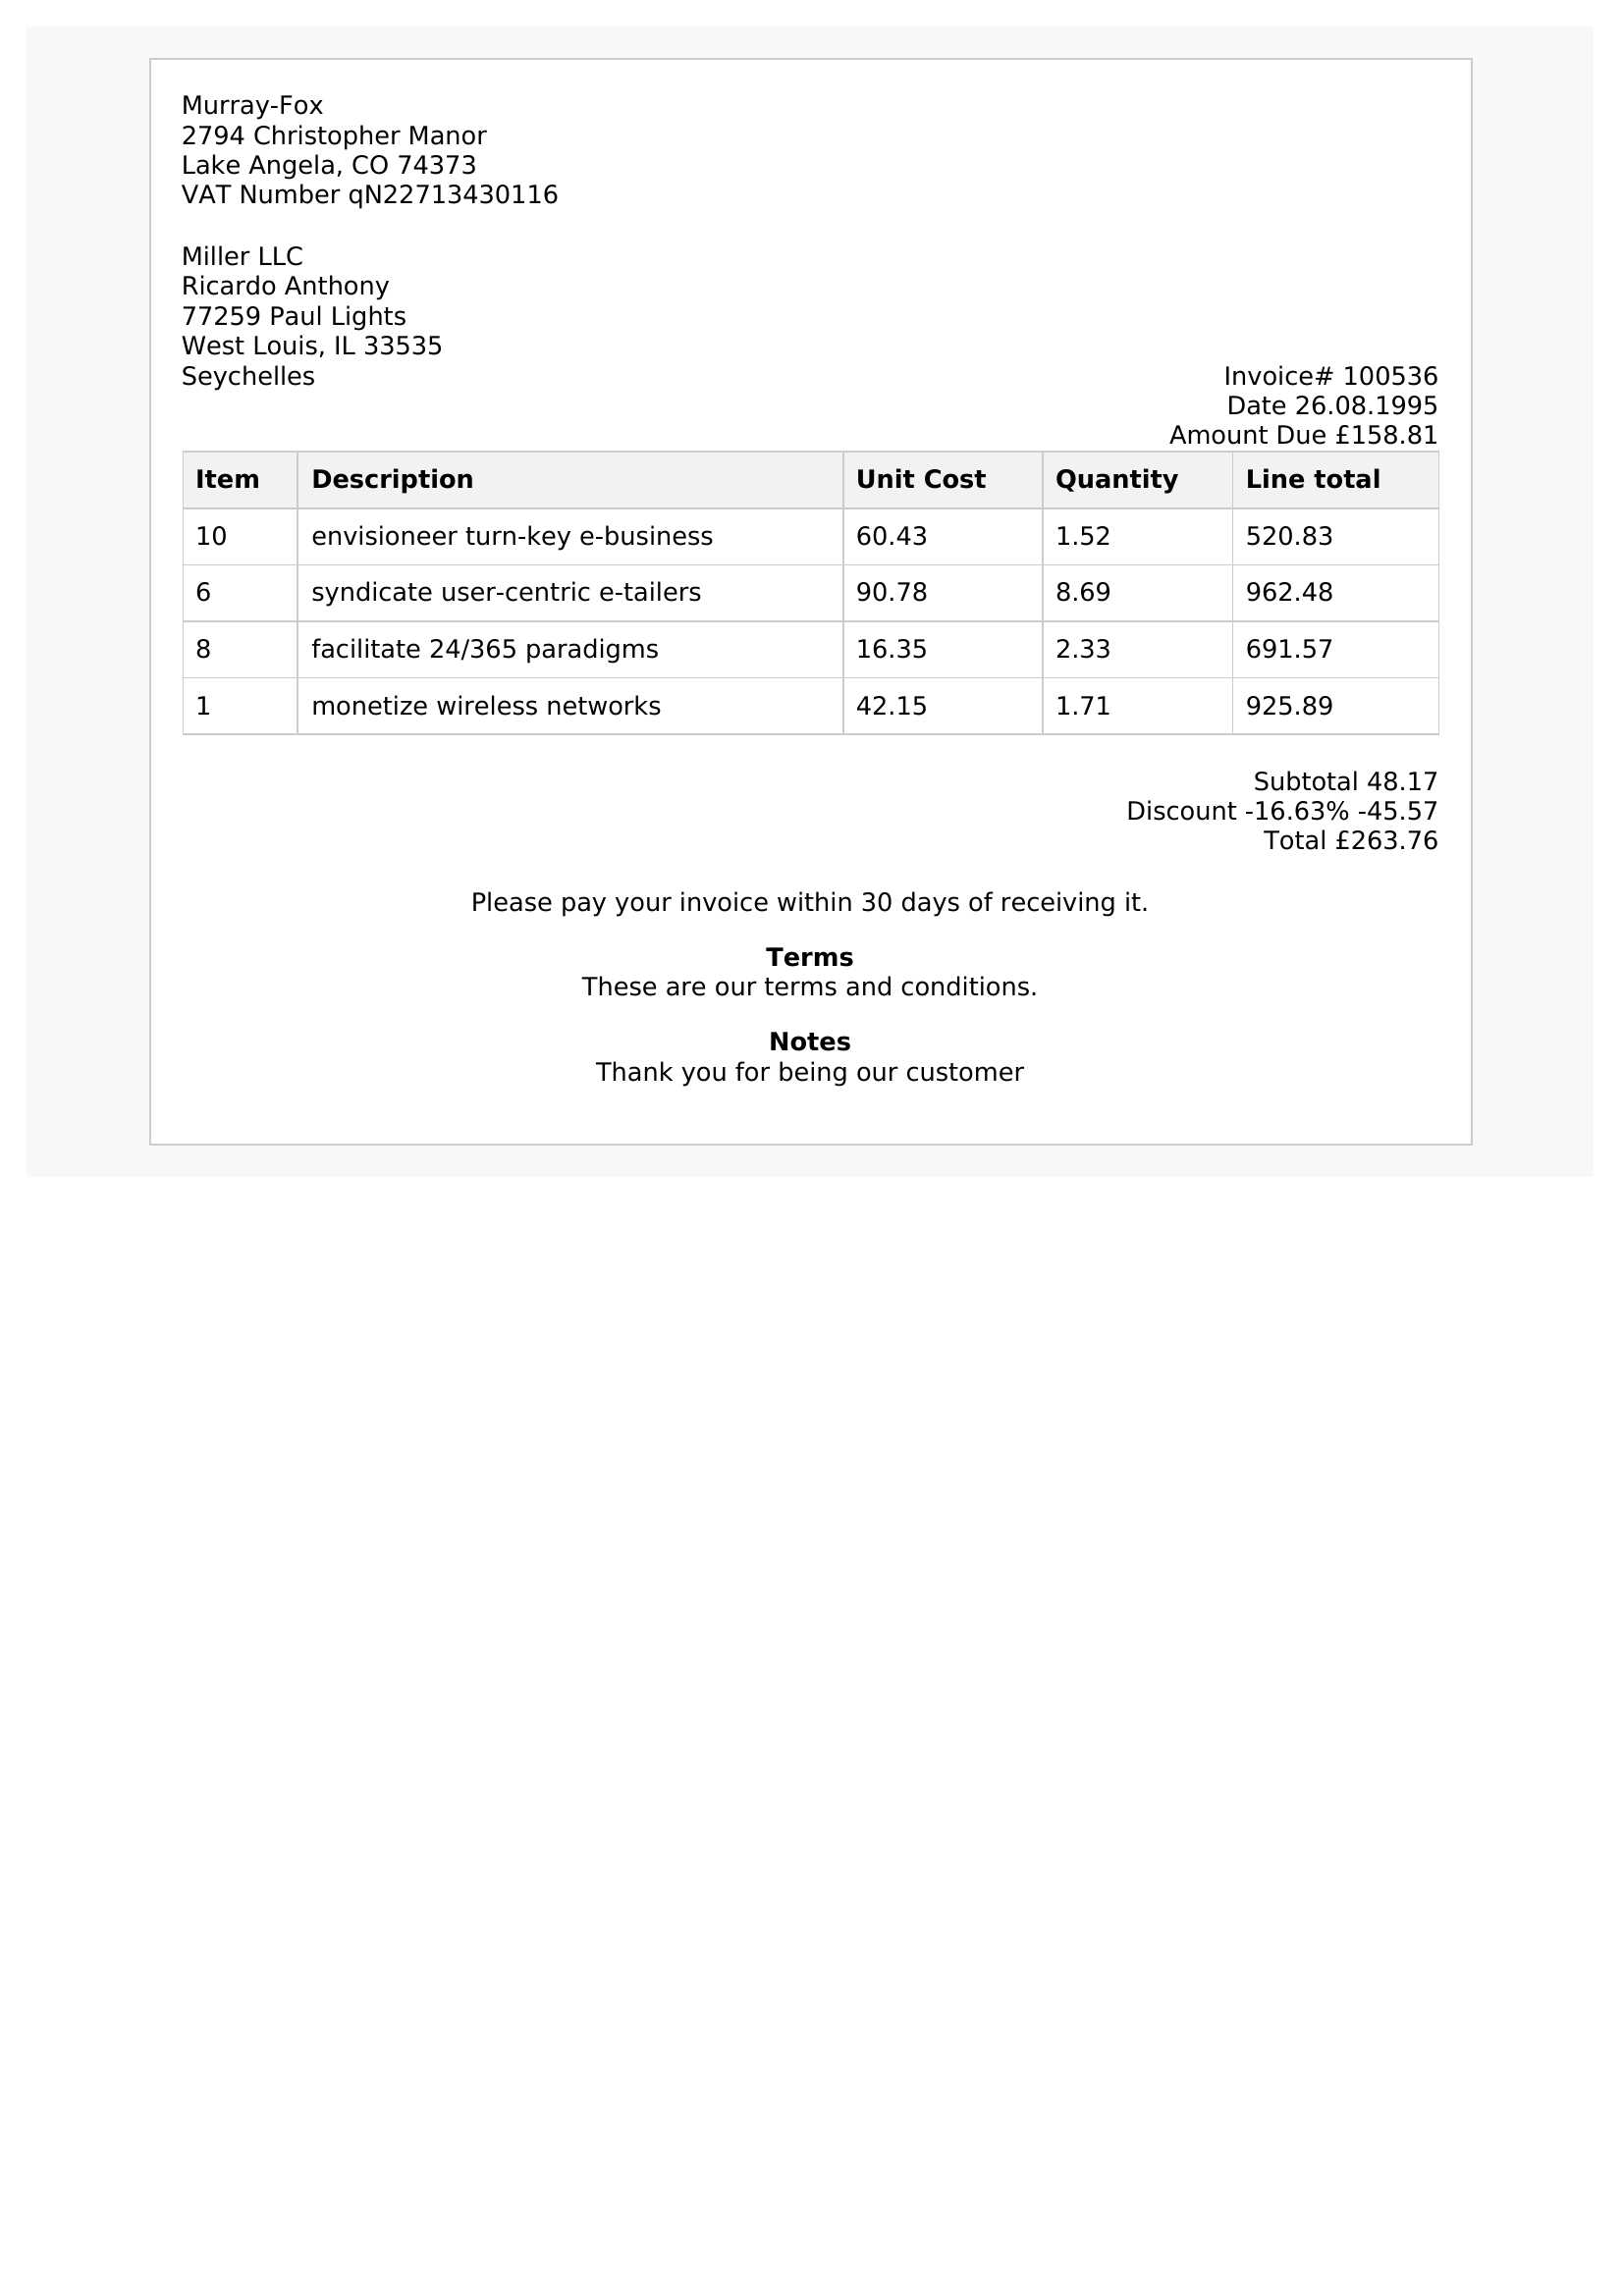 Murray-Fox
2794 Christopher Manor
Lake Angela, CO 74373
VAT Number qN22713430116
Miller LLC
Ricardo Anthony
77259 Paul Lights
West Louis, IL 33535
Seychelles
Invoice# 100536
Date 26.08.1995
Amount Due £158.81
Item Description Unit Cost Quantity Line total
10 envisioneer turn-key e-business 60.43 1.52 520.83
6 syndicate user-centric e-tailers 90.78 8.69 962.48
8 facilitate 24/365 paradigms 16.35 2.33 691.57
1 monetize wireless networks 42.15 1.71 925.89
Subtotal 48.17
Discount -16.63% -45.57
Total £263.76
Please pay your invoice within 30 days of receiving it.
Terms
These are our terms and conditions.
Notes
Thank you for being our customer